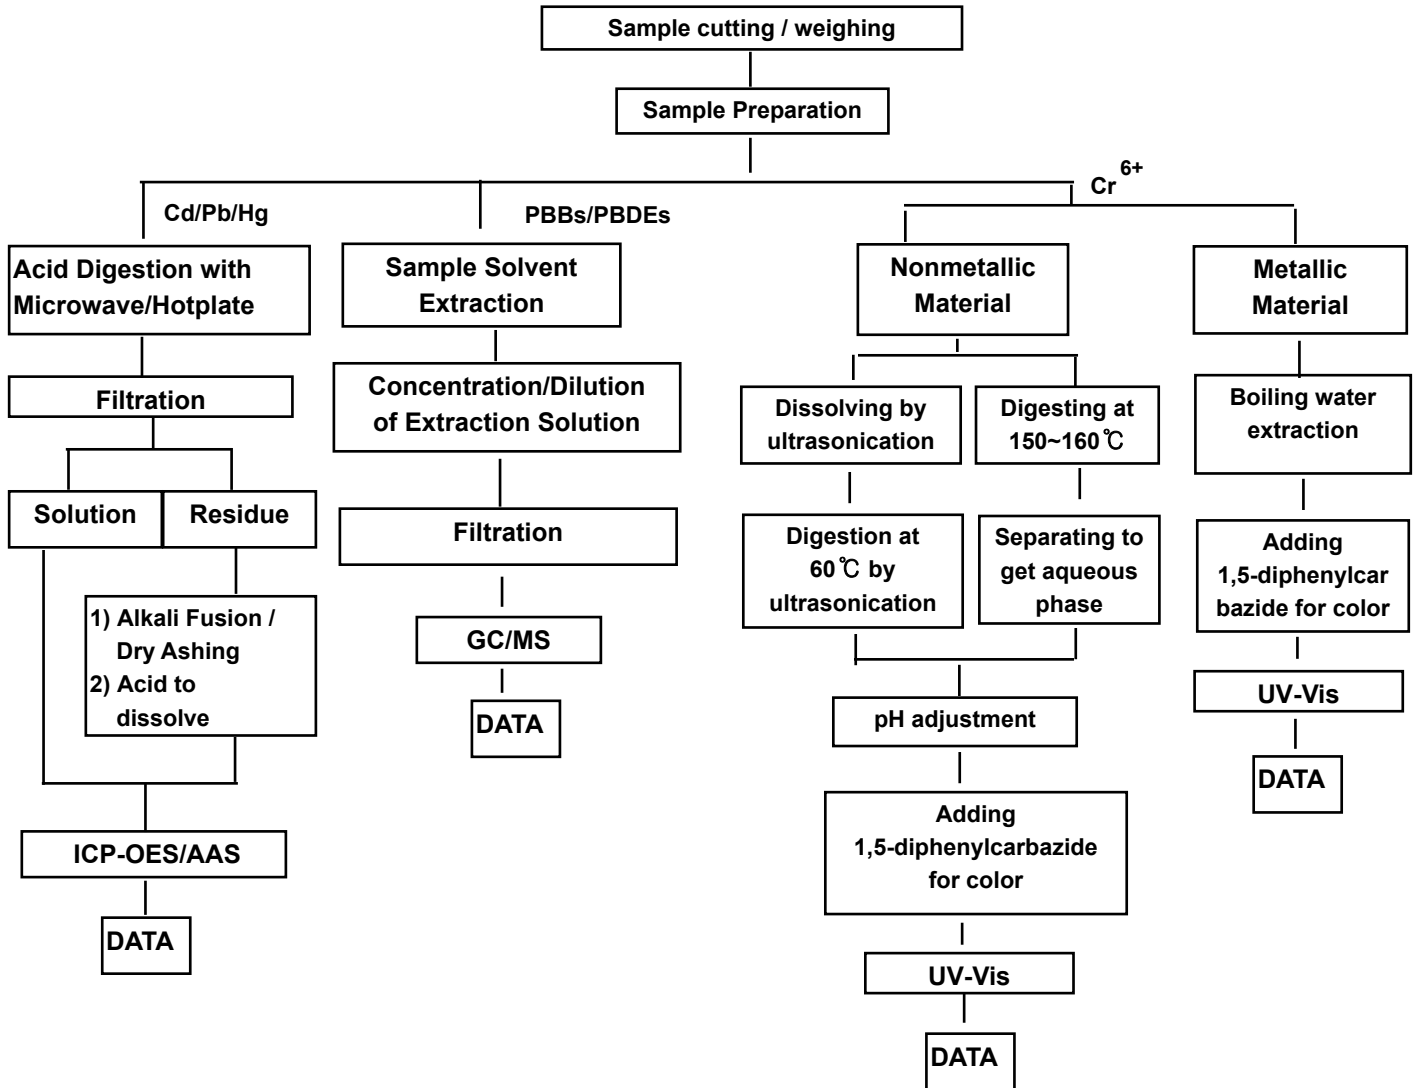 Sample cutting / weighing
Sample Preparation
Cd/Pb/Hg
PBBs/PBDEs
Cr 6+
Acid Digestion with
Microwave/Hotplate
Filtration
Solution
Residue
1) Alkali Fusion /
Dry Ashing
2) Acid to
dissolve
ICP-OES/AAS
DATA
Sample Solvent
Extraction
Concentration/Dilution
of Extraction Solution
Filtration
GC/MS
DATA
Nonmetallic
Material
Dissolving by
ultrasonication
Digestion at
60℃ by
ultrasonication
Digesting at
150~160℃
Separating to
get aqueous
phase
pH adjustment
Adding
1,5-diphenylcarbazide
for color
UV-Vis
DATA
Metallic
Material
Boiling water
extraction
Adding
1,5-diphenylcar
bazide for color
UV-Vis
DATA